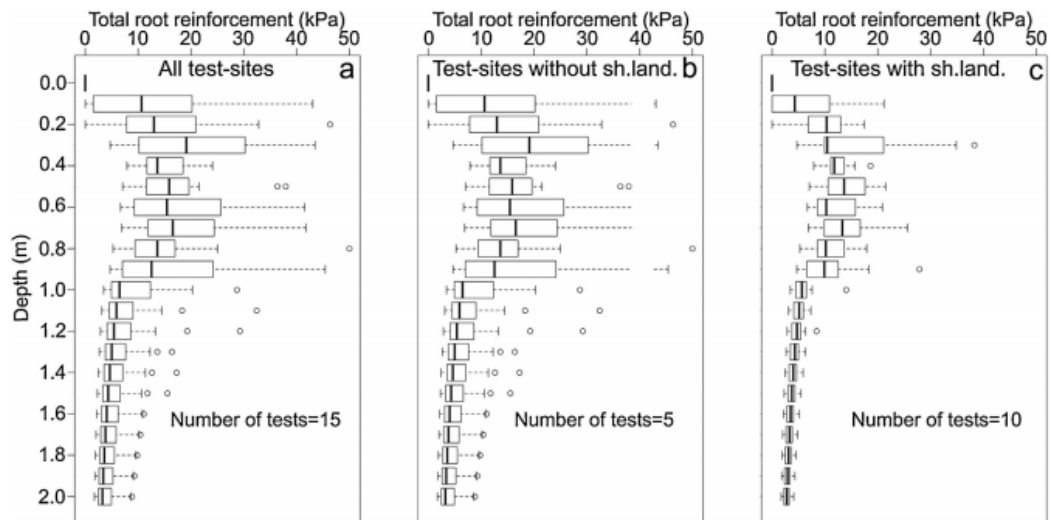 Total root reinforcement (kPa) Total root reinforcement (kPa) Total root reinforcement (kPa)
0 10 20 30 40 50 0 10 20 30 40 50 0 10 20 30 40 50
All test-sites a Test-sites without sh.land. b Test-sites with sh.land. c
Depth (m)
0.0
0.2
0.4
0.6
0.8
1.0
1.2
1.4
1.6
1.8
2.0
Number of tests=15 Number of tests=5 Number of tests=10